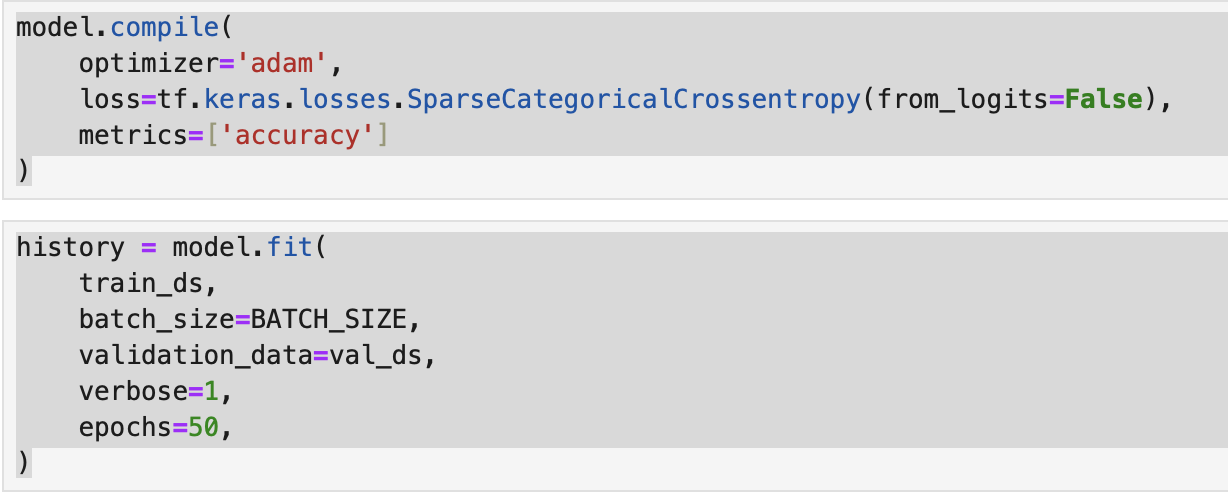 model.compile(
    optimizer='adam',
    loss=tf.keras.losses.SparseCategoricalCrossentropy(from_logits=False),
    metrics=['accuracy']
)
history = model.fit(
    train_ds,
    batch_size=BATCH_SIZE,
    validation_data=val_ds,
    verbose=1,
    epochs=50,
)